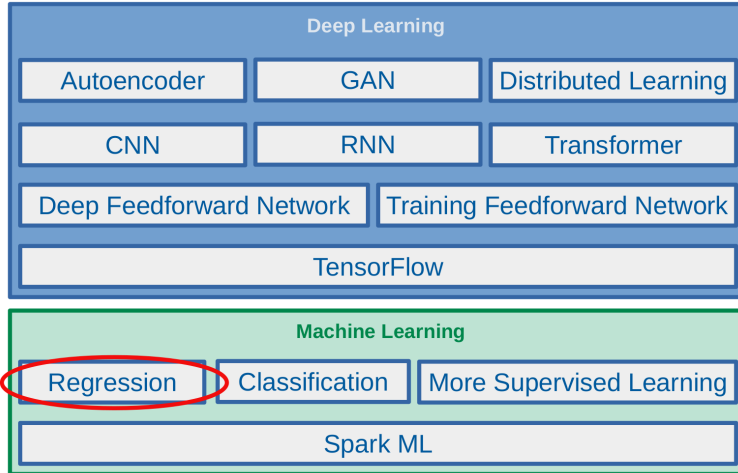 Deep Learning
Autoencoder
GAN
Distributed Learning
CNN
RNN
Transformer
Deep Feedforward Network
Training Feedforward Network
TensorFlow
Machine Learning
Regression
Classification
More Supervised Learning
Spark ML